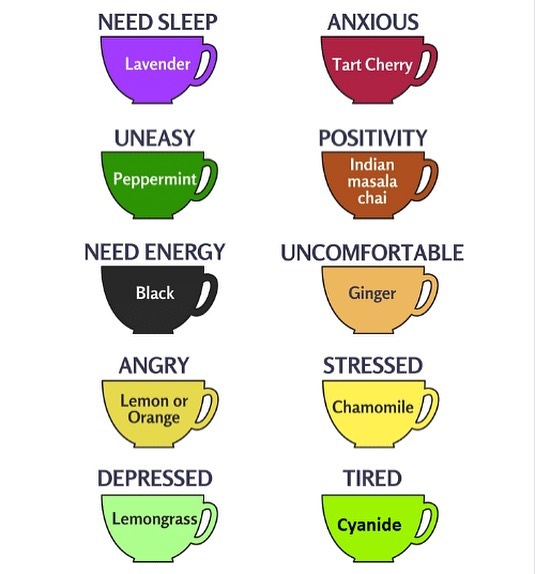 NEED SLEEP
Lavender
ANXIOUS
Tart Cherry
UNEASY
Peppermint
POSITIVITY
Indian
masala
chai
NEED ENERGY
Black
UNCOMFORTABLE
Ginger
ANGRY
Lemon or
Orange
STRESSED
Chamomile
DEPRESSED
Lemongrass
TIRED
Cyanide